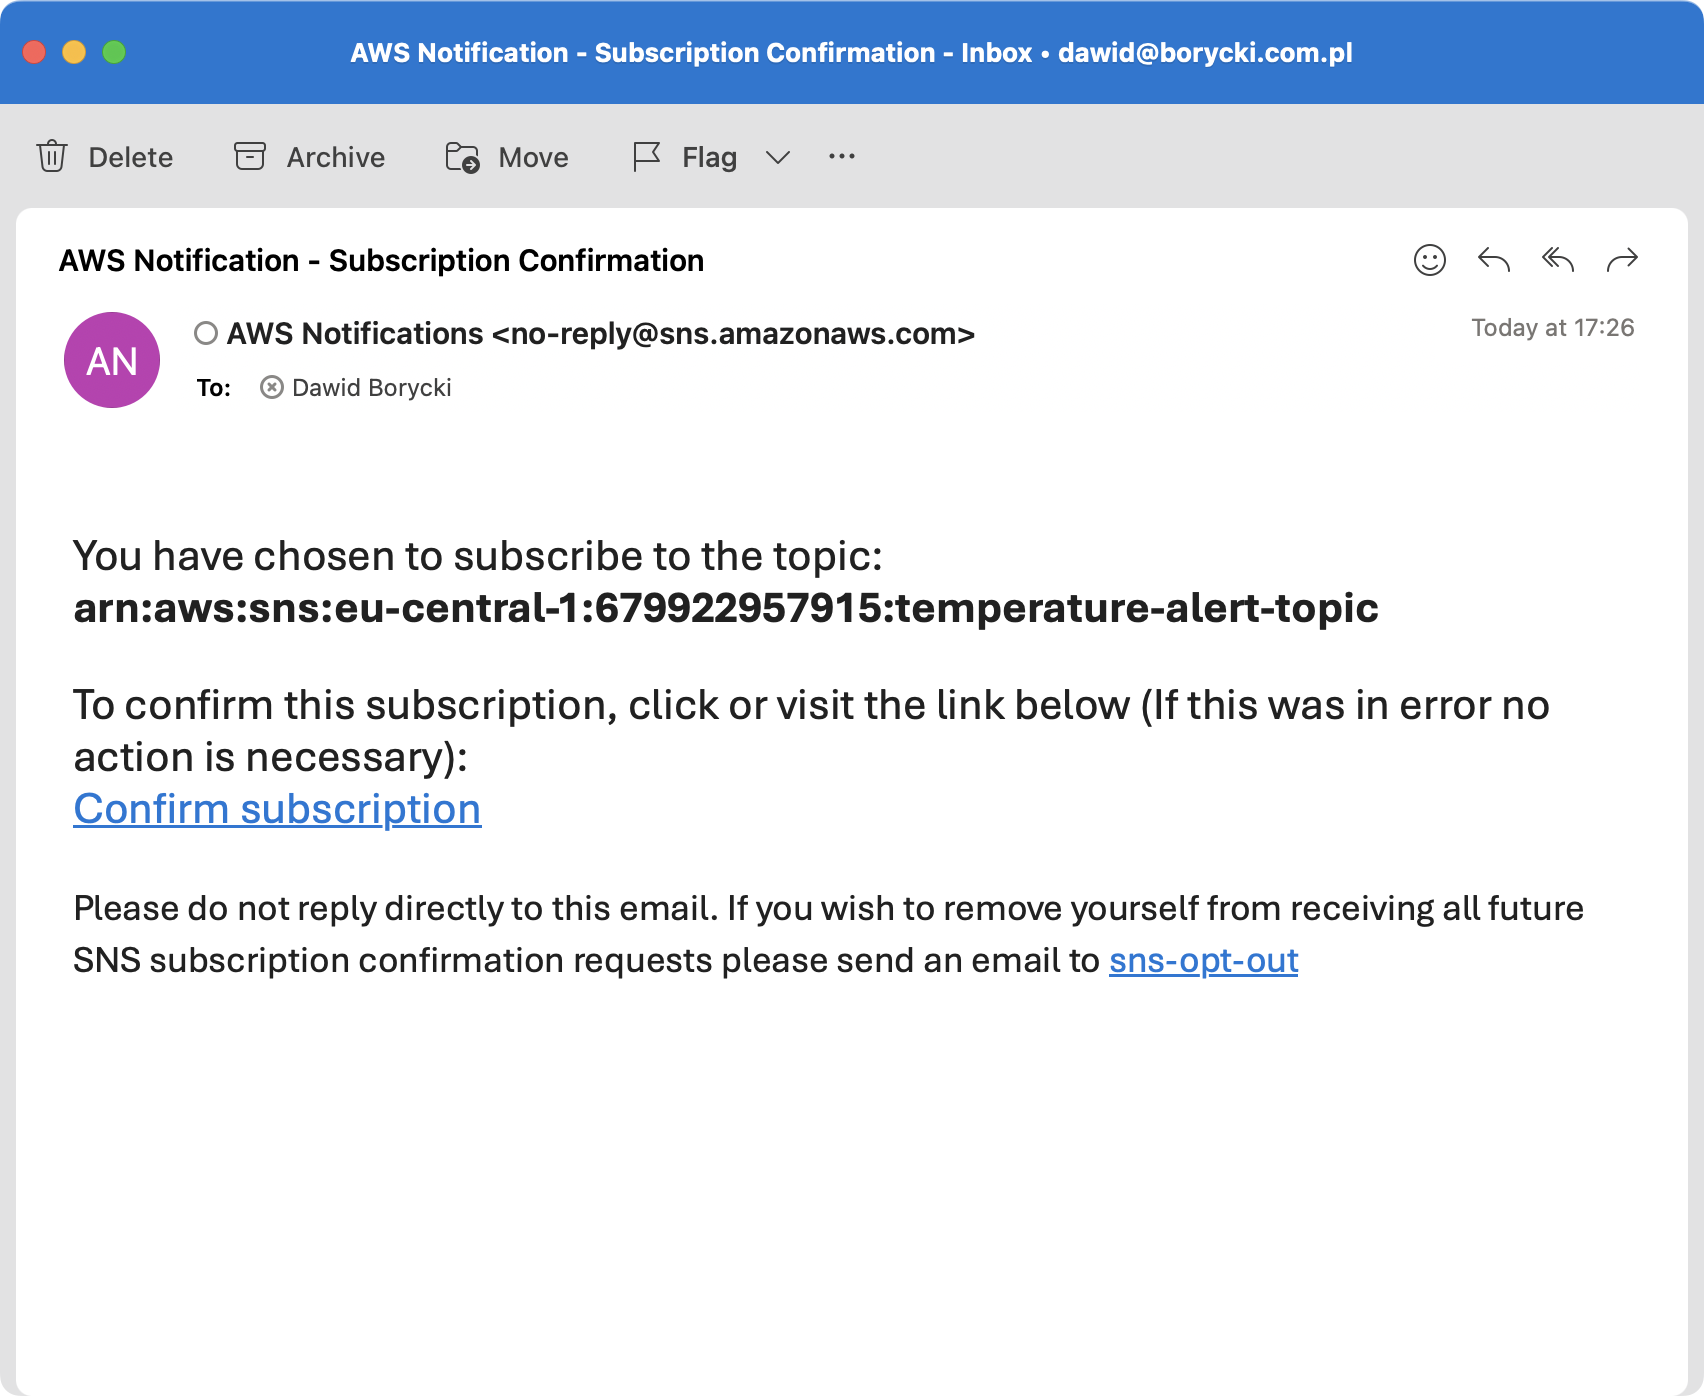 AWS Notification - Subscription Confirmation - Inbox • dawid@borycki.com.pl
Delete Archive Move Flag
AWS Notification - Subscription Confirmation
AN
AWS Notifications <no-reply@sns.amazonaws.com>
Today at 17:26
To: Dawid Borycki
You have chosen to subscribe to the topic:
arn:aws:sns:eu-central-1:679922957915:temperature-alert-topic
To confirm this subscription, click or visit the link below (If this was in error no
action is necessary):
Confirm subscription
Please do not reply directly to this email. If you wish to remove yourself from receiving all future
SNS subscription confirmation requests please send an email to sns-opt-out